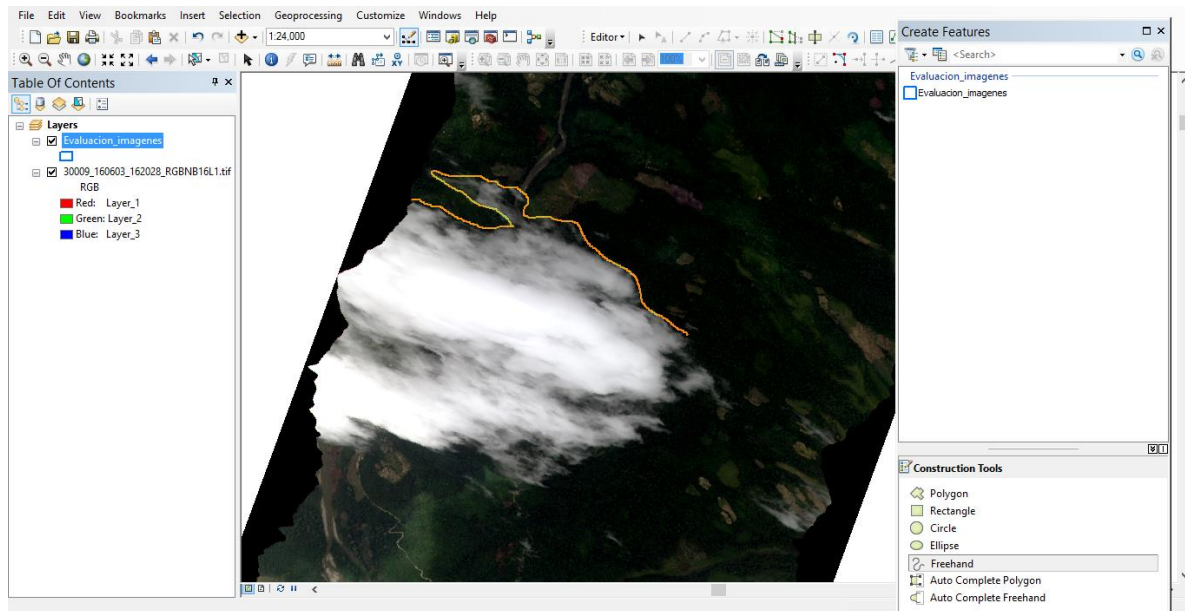 File Edit View Bookmarks Insert Selection Geoprocessing Customize Windows Help
1:24,000
Editor
Create Features
<Search>
100%
Table Of Contents
Layers
Evaluacion_imagenes
30009_160603_162028_RGBNB16L1.tif
RGB
Red: Layer_1
Green: Layer_2
Blue: Layer_3
Evaluacion_imagenes
Evaluacion_imagenes
Construction Tools
Polygon
Rectangle
Circle
Ellipse
Freehand
Auto Complete Polygon
Auto Complete Freehand